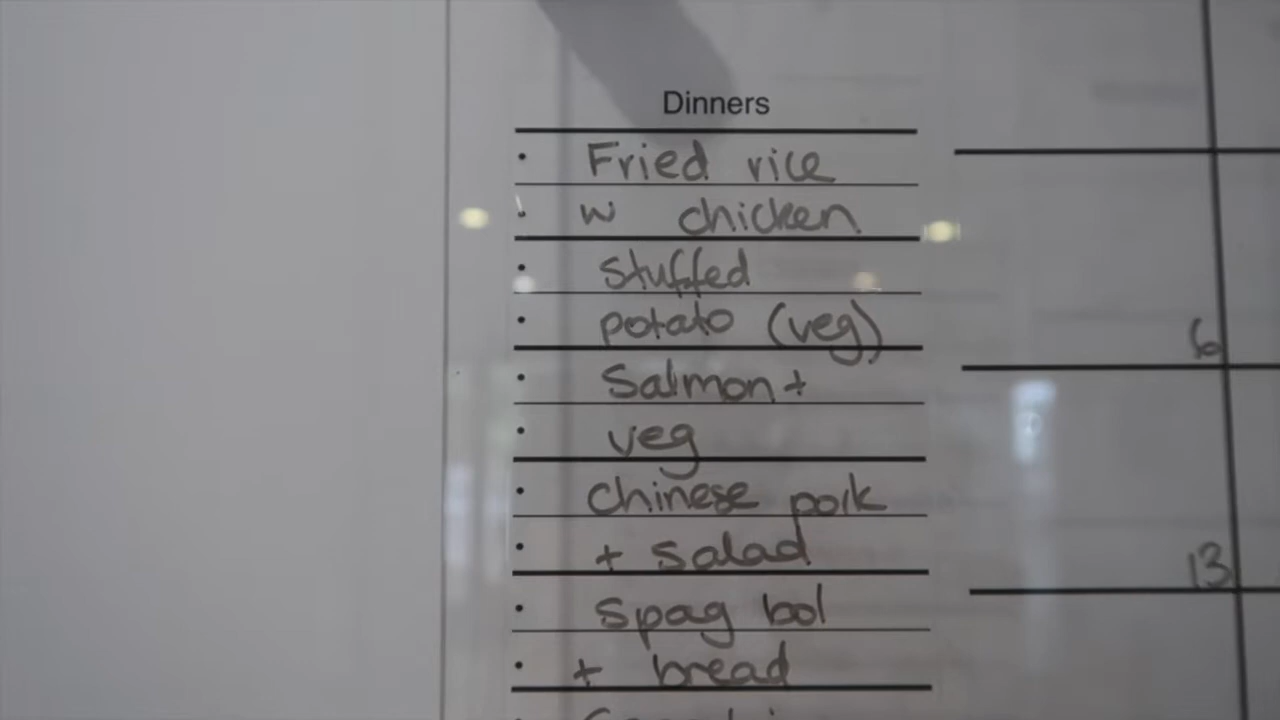 Dinners
• Fried rice
• w chicken
• Stuffed
• potato (veg)
• Salmon +
• veg
• Chinese pork
• + salad
• Spag bol
• + bread
6
13